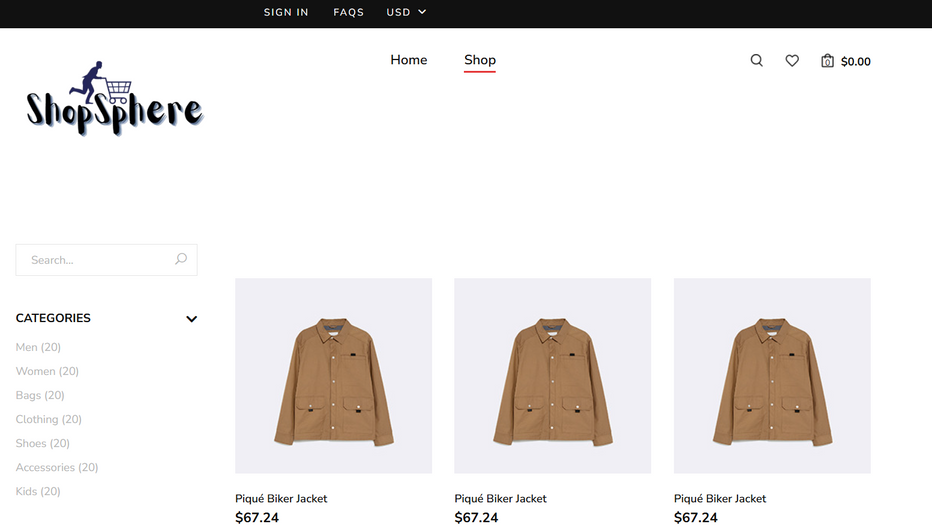 SIGN IN FAQS USD
Home Shop
0 $0.00
ShopSphere
Search...
CATEGORIES
Men (20)
Women (20)
Bags (20)
Clothing (20)
Shoes (20)
Accessories (20)
Kids (20)
Piqué Biker Jacket
$67.24
Piqué Biker Jacket
$67.24
Piqué Biker Jacket
$67.24